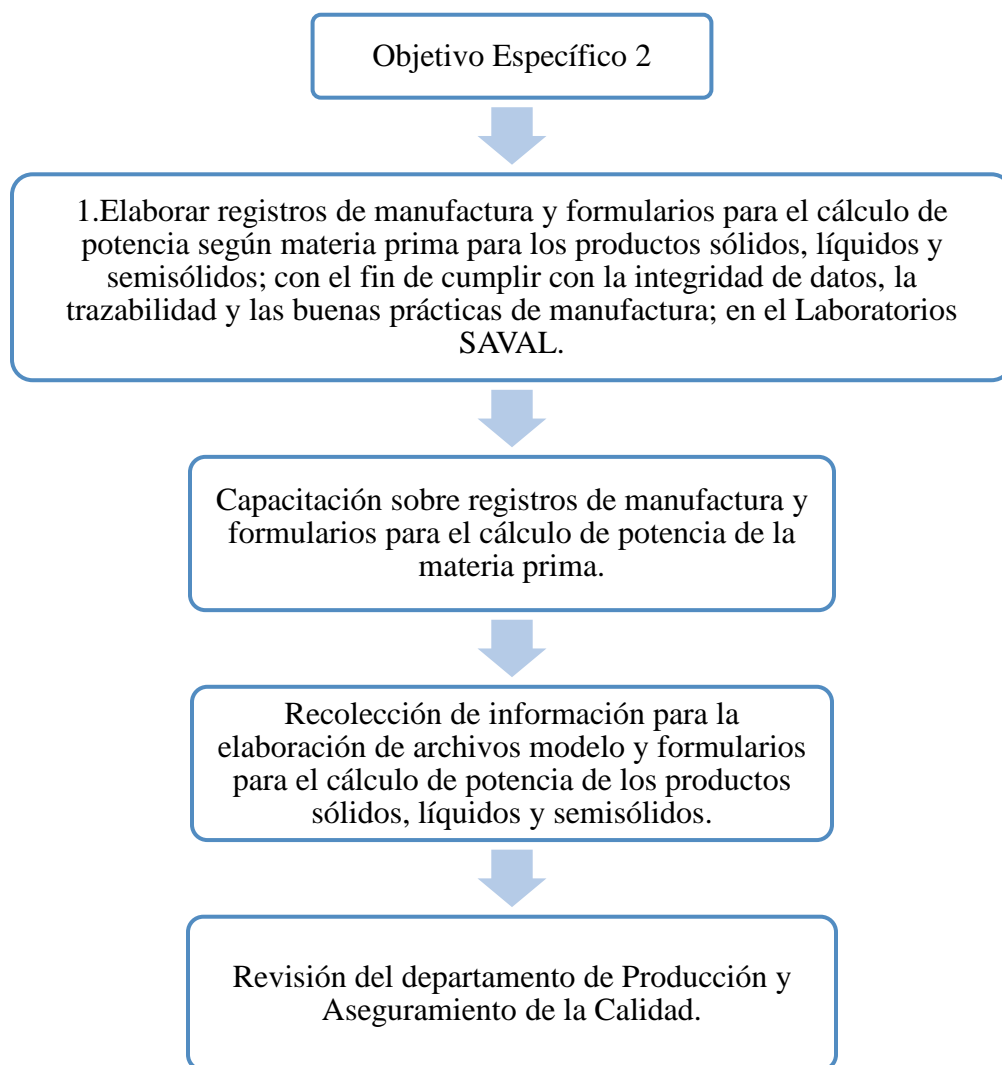 Objetivo Específico 2
1.Elaborar registros de manufactura y formularios para el cálculo de
potencia según materia prima para los productos sólidos, líquidos y
semisólidos; con el fin de cumplir con la integridad de datos, la
trazabilidad y las buenas prácticas de manufactura; en el Laboratorios
SAVAL.
Capacitación sobre registros de manufactura y
formularios para el cálculo de potencia de la
materia prima.
Recolección de información para la
elaboración de archivos modelo y formularios
para el cálculo de potencia de los productos
sólidos, líquidos y semisólidos.
Revisión del departamento de Producción y
Aseguramiento de la Calidad.